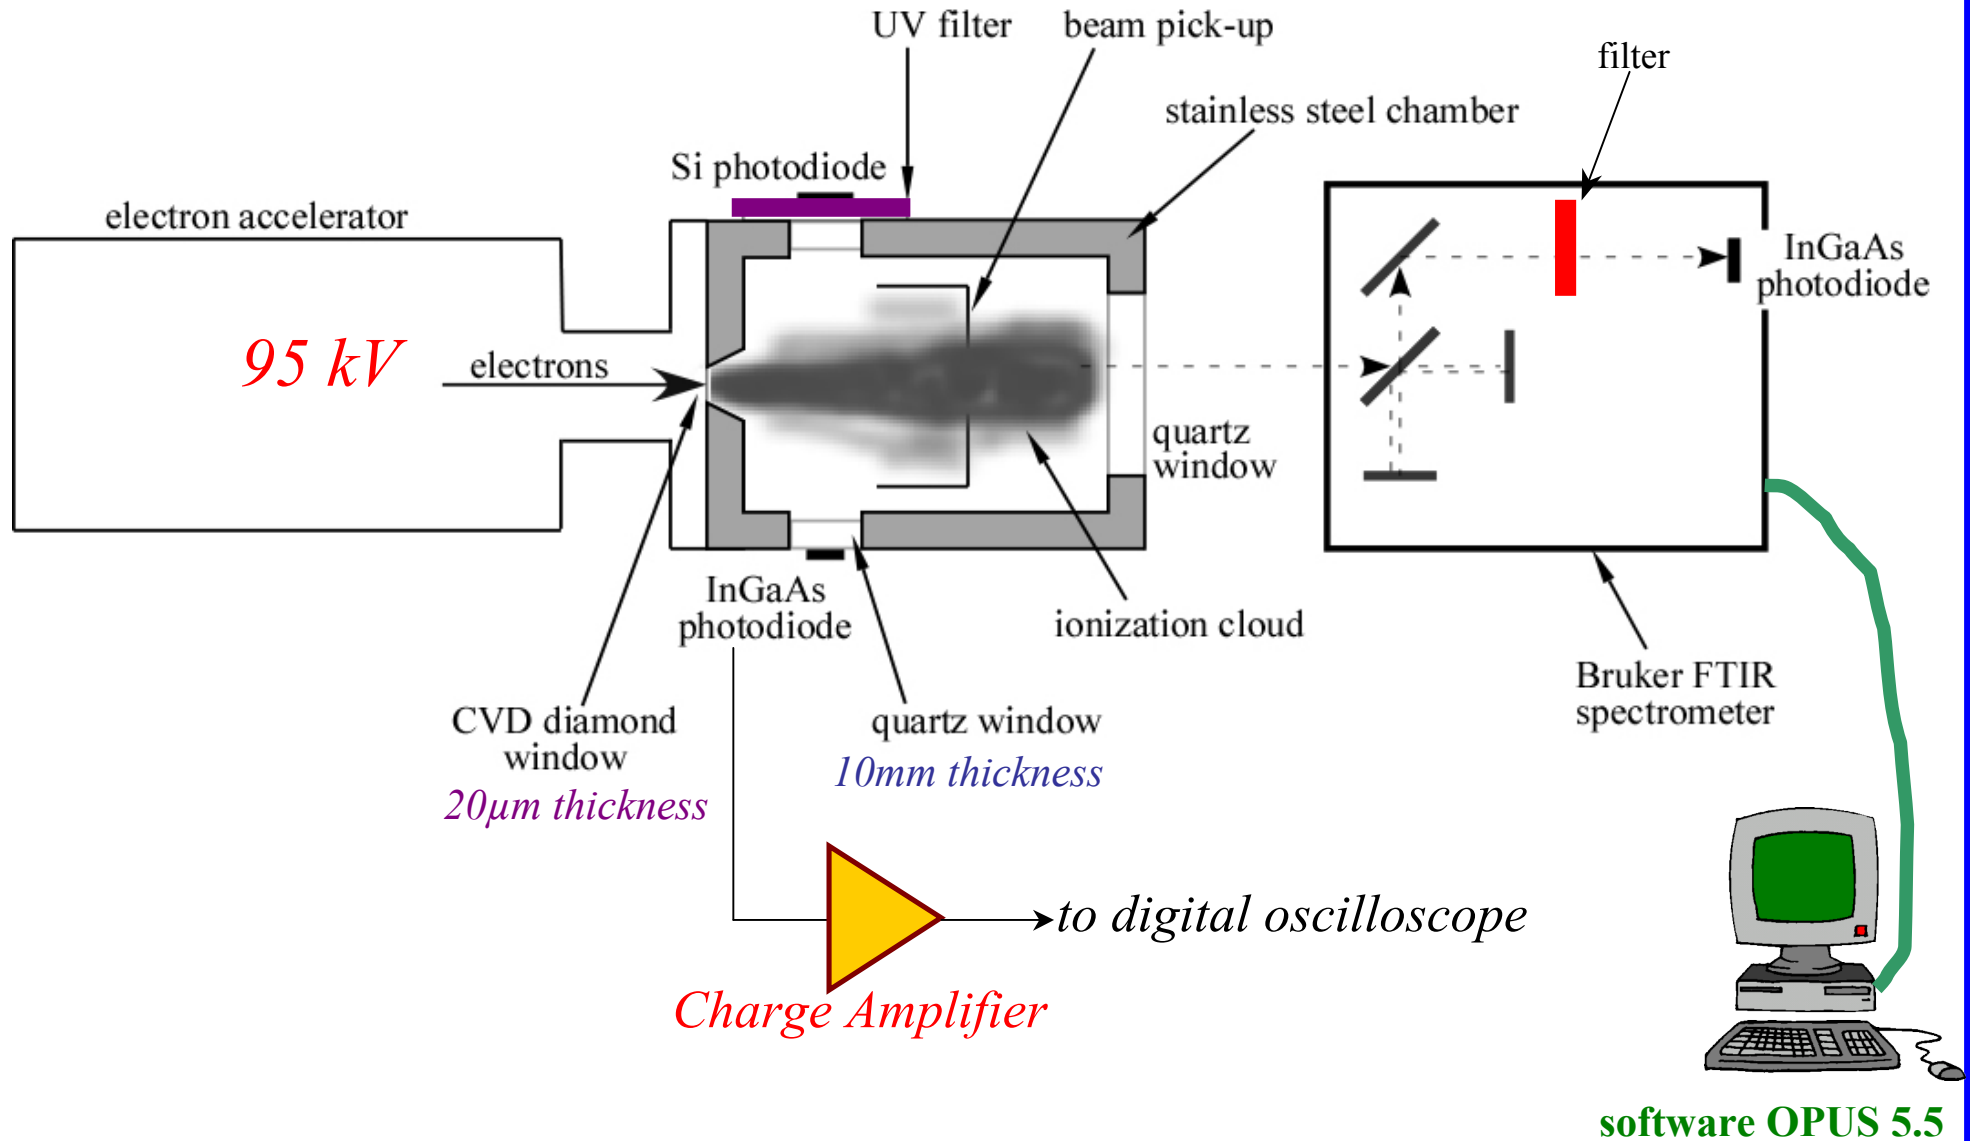 UV filter
beam pick-up
filter
stainless steel chamber
Si photodiode
electron accelerator
InGaAs
photodiode
95 kV
electrons
quartz
window
InGaAs
photodiode
ionization cloud
Bruker FTIR
spectrometer
CVD diamond
window
20µm thickness
quartz window
10mm thickness
to digital oscilloscope
Charge Amplifier
software OPUS 5.5